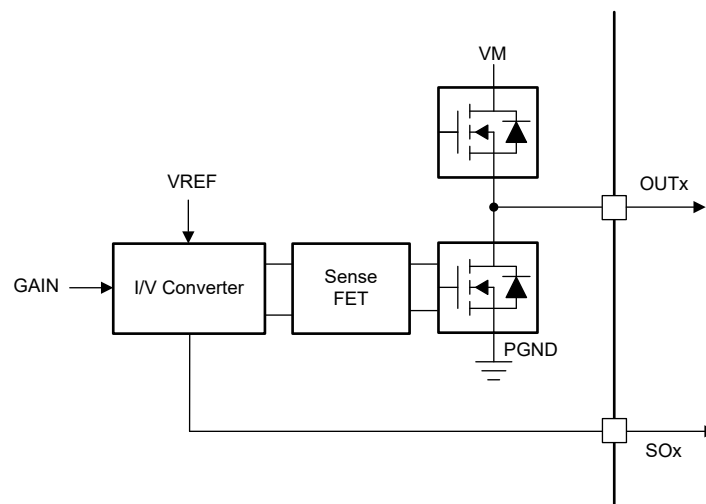 VM
VREF
OUTx
GAIN
I/V Converter
Sense
FET
PGND
SOx